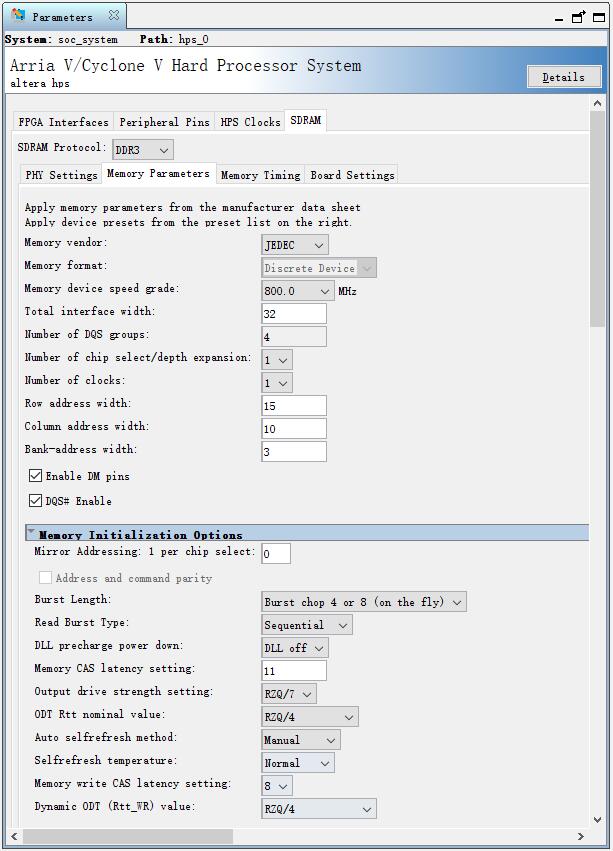 Parameters
System: soc_system Path: hps_0
Arria V/Cyclone V Hard Processor System
altera_hps
Details
FPGA Interfaces Peripheral Pins HPS Clocks SDRAM
SDRAM Protocol: DDR3
PHY Settings Memory Parameters Memory Timing Board Settings
Apply memory parameters from the manufacturer data sheet
Apply device presets from the preset list on the right.
Memory vendor: JEDEC
Memory format: Discrete Device
Memory device speed grade: 800.0 MHz
Total interface width: 32
Number of DQS groups: 4
Number of chip select/depth expansion: 1
Number of clocks: 1
Row address width: 15
Column address width: 10
Bank-address width: 3
Enable DM pins
DQS# Enable
Memory Initialization Options
Mirror Addressing: 1 per chip select: 0
Address and command parity
Burst Length: Burst chop 4 or 8 (on the fly)
Read Burst Type: Sequential
DLL precharge power down: DLL off
Memory CAS latency setting: 11
Output drive strength setting: RZQ/7
ODT Rtt nominal value: RZQ/4
Auto selfrefresh method: Manual
Selfrefresh temperature: Normal
Memory write CAS latency setting: 8
Dynamic ODT (Rtt_WR) value: RZQ/4